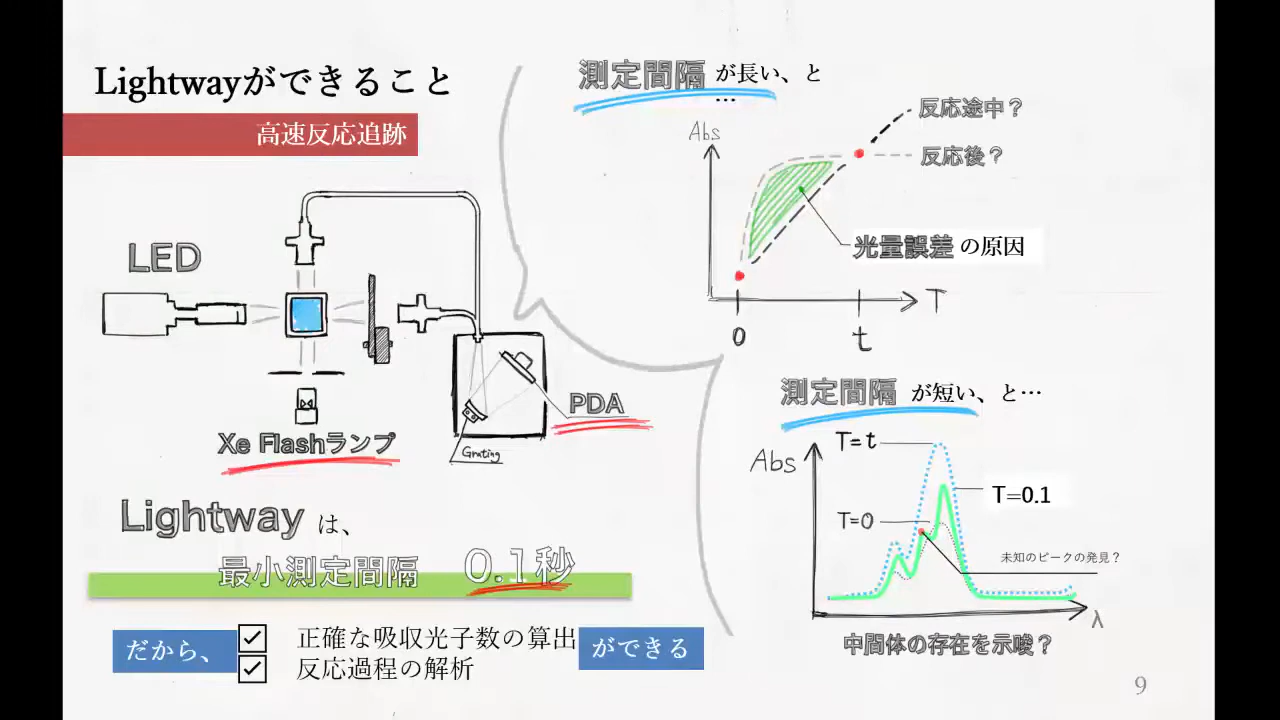 Lightwayができること
高速反応追跡
LED
Xe Flashランプ
PDA
Grating
Lightway は、
最小測定間隔 0.1秒
だから、
正確な吸収光子数の算出
反応過程の解析
ができる
測定間隔 が長い、と
…
Abs
反応途中？
反応後？
光量誤差 の原因
T
0
t
測定間隔 が短い、と…
Abs
T=t
T=0.1
T=0
未知のピークの発見？
λ
中間体の存在を示唆？
9